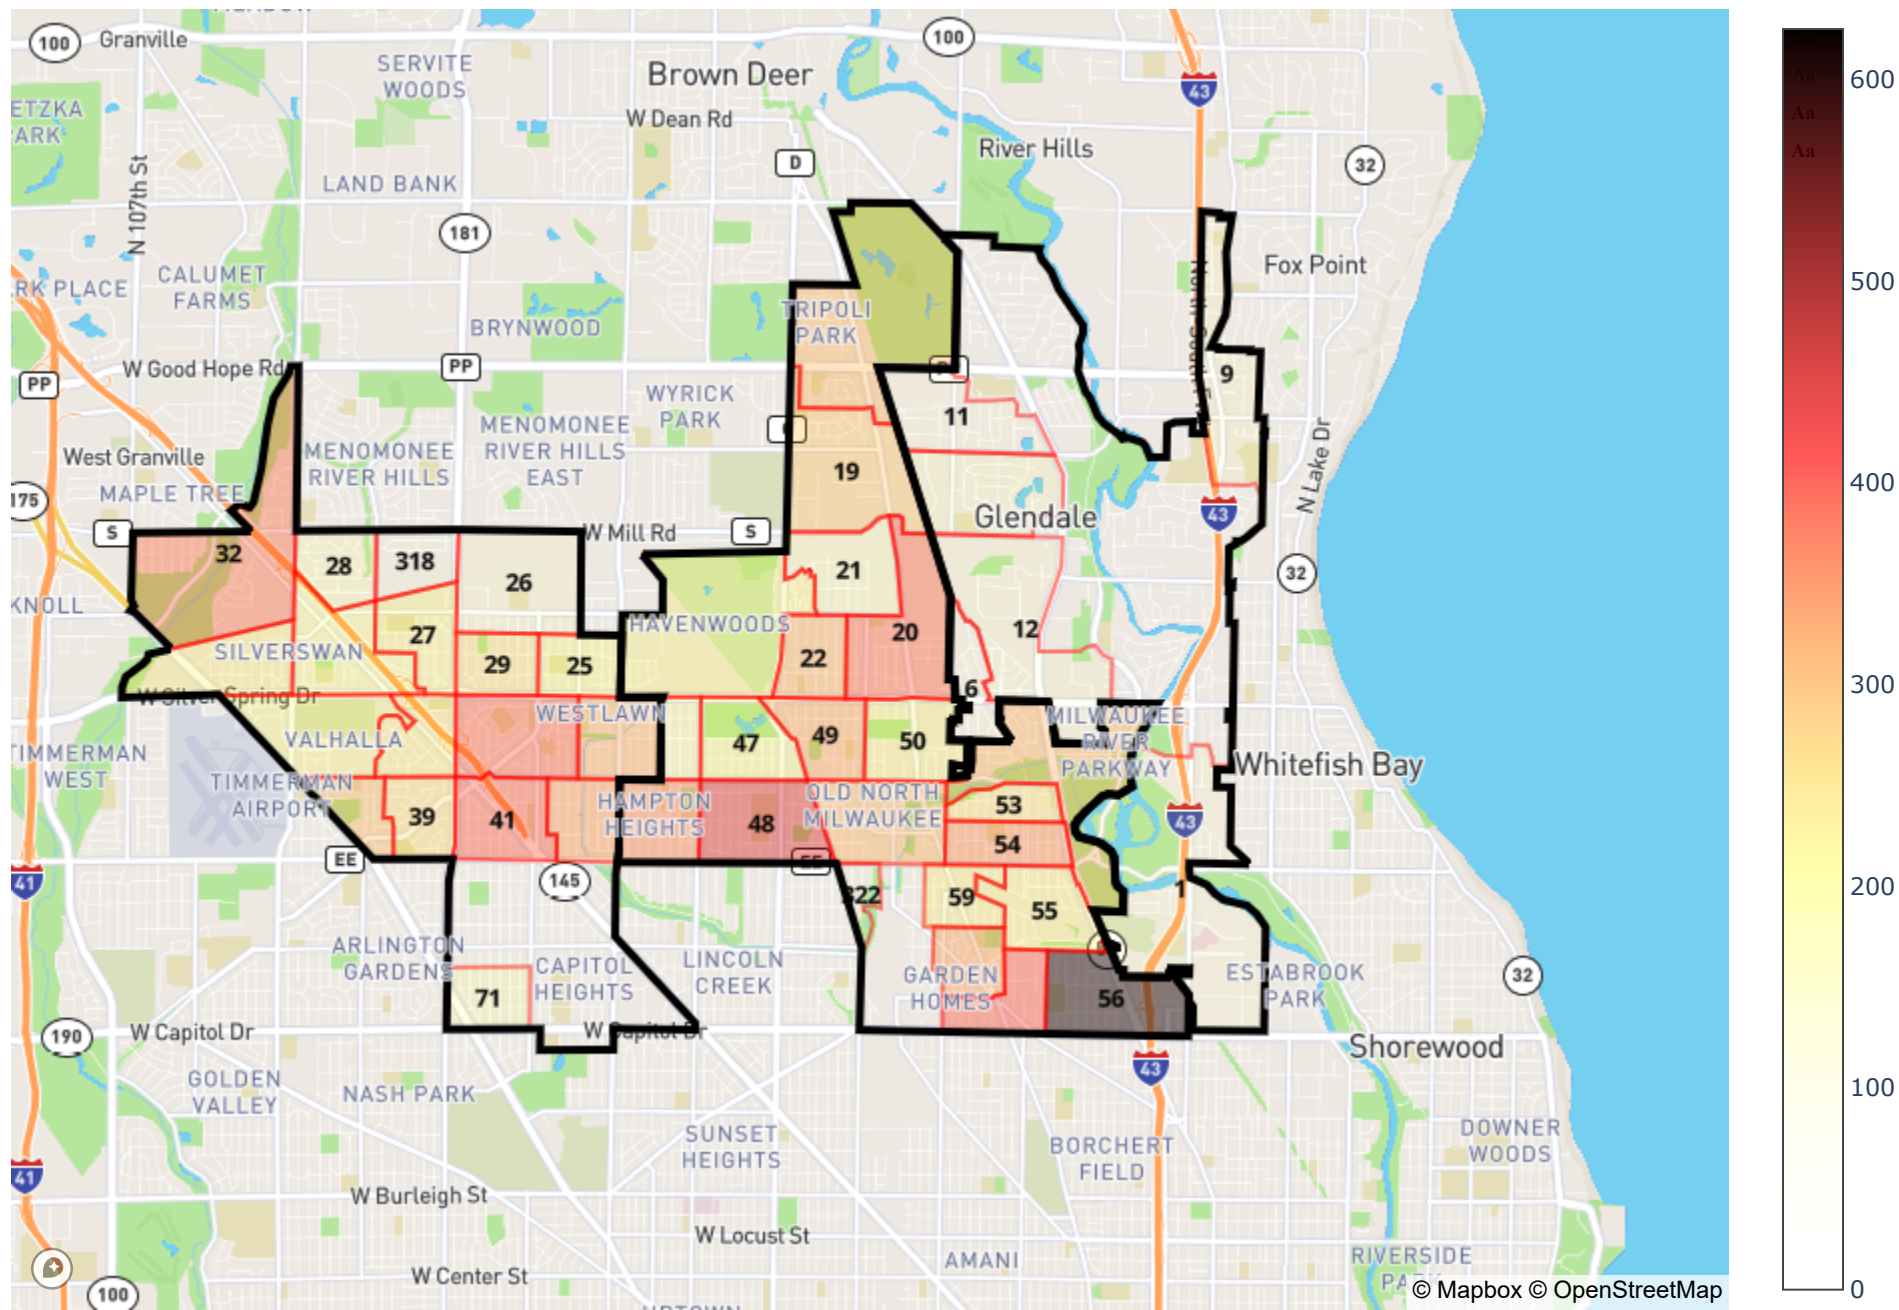 MEADOW
100
Granville
100
SERVITE
WOODS
Brown Deer
43
600
Aa
Aa
Aa
ETZKA
PARK
W Dean Rd
River Hills
D
32
N 107th St
LAND BANK
181
CALUMET
FARMS
Fox Point
RK PLACE
500
TRIPOLI
PARK
BRYNWOOD
W Good Hope Rd
PP
PP
9
WYRICK
PARK
11
MENOMONEE
RIVER HILLS
EAST
West Granville
MENOMONEE
RIVER HILLS
19
N Lake Dr
400
MAPLE TREE
175
Glendale
43
S
W Mill Rd
S
32
28
318
26
21
32
KNOLL
27
HAVENWOODS
20
12
SILVERSWAN
29
25
22
W Silver Spring Dr
6
300
WESTLAWN
MILWAUKEE
RIVER
PARKWAY
VALHALLA
47
49
50
TIMMERMAN
WEST
Whitefish Bay
TIMMERMAN
AIRPORT
HAMPTON
HEIGHTS
OLD NORTH
MILWAUKEE
53
39
41
48
43
54
EE
EE
41
145
200
322
59
55
1
ARLINGTON
GARDENS
CAPITOL
HEIGHTS
LINCOLN
CREEK
GARDEN
HOMES
ESTABROOK
PARK
32
71
56
190
W Capitol Dr
W Capitol Dr
Shorewood
43
GOLDEN
VALLEY
NASH PARK
100
SUNSET
HEIGHTS
BORCHERT
FIELD
DOWNER
WOODS
41
W Burleigh St
W Locust St
AMANI
RIVERSIDE
W Center St
100
© Mapbox © OpenStreetMap
0